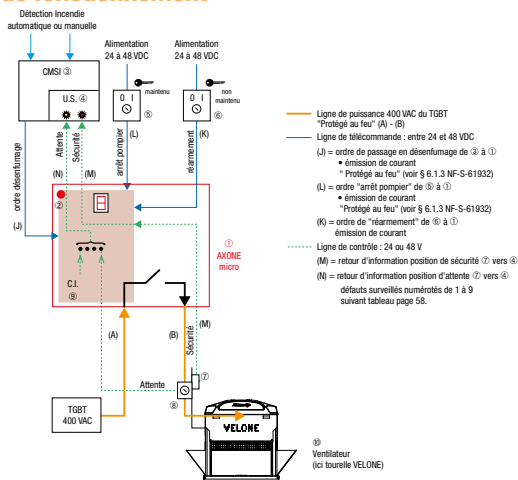 de fonctionnement
Détection Incendie
automatique ou manuelle
Alimentation
24 à 48 VDC
Alimentation
24 à 48 VDC
CMSI ③
U.S. ④
maintenu
0 I
⑤
non
maintenu
0 I
⑥
ordre désenfumage
Attente
Sécurité
arrêt pompier
(L)
réarmement
(K)
(N)
(M)
(J)
②
①
AXONE
micro
C.I.
⑨
(A)
(B)
Sécurité
(M)
Attente
⑦
⑧
TGBT
400 VAC
VELONE
⑩
Ventilateur
(ici tourelle VELONE)
Ligne de puissance 400 VAC du TGBT
"Protégé au feu" (A) - (B)
Ligne de télécommande : entre 24 et 48 VDC
(J) = ordre de passage en désenfumage de ③ à ①
• émission de courant
" Protégé au feu" (voir § 6.1.3 NF-S-61932)
(L) = ordre "arrêt pompier" de ⑤ à ①
• émission de courant
"Protégé au feu" (voir § 6.1.3 NF-S-61932)
(K) = ordre de "réarmement" de ⑥ à ①
émission de courant
Ligne de contrôle : 24 ou 48 V
(M) = retour d'information position de sécurité ⑦ vers ④
(N) = retour d'information position d'attente ⑦ vers ④
défauts surveillés numérotés de 1 à 9
suivant tableau page 58.